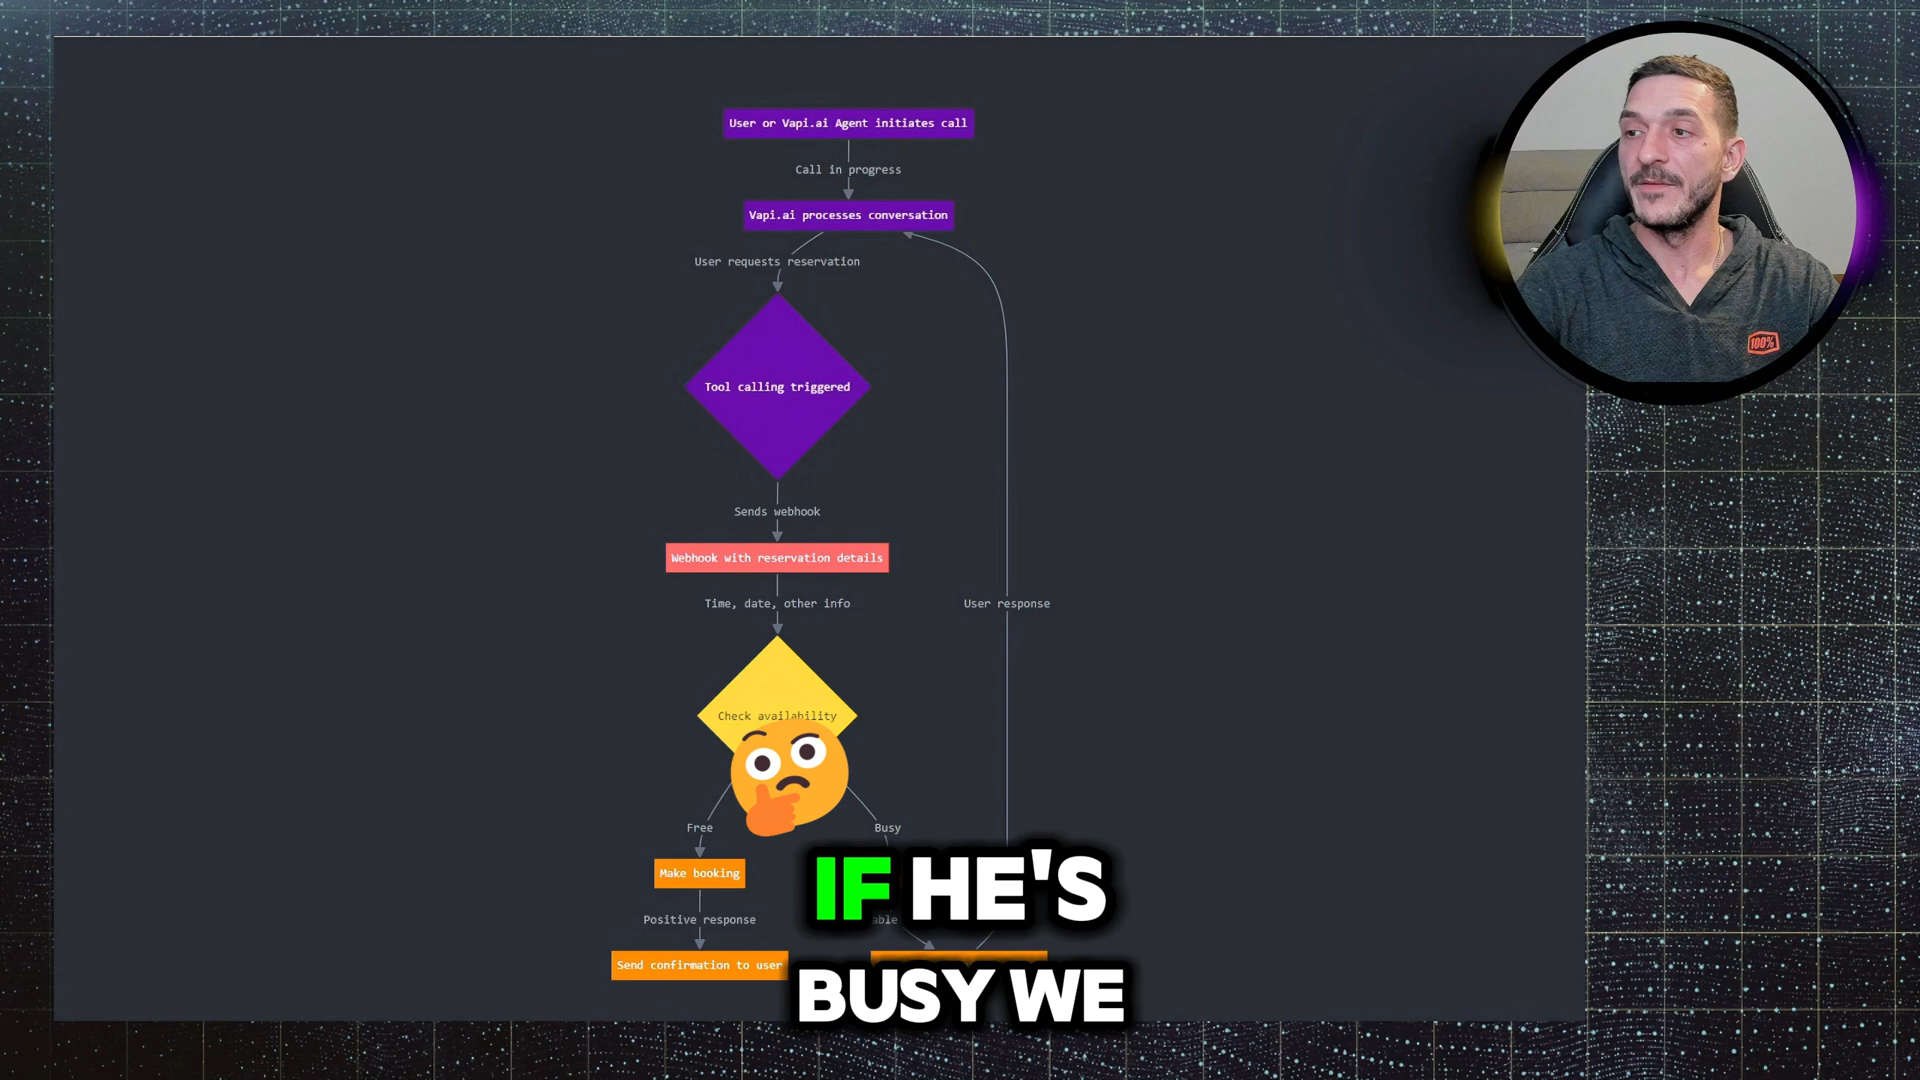 User or Vapi.ai Agent initiates call
Call in progress
Vapi.ai processes conversation
User requests reservation
Tool calling triggered
100%
Sends webhook
Webhook with reservation details
Time, date, other info
User response
Check availability
Free
Busy
Make booking
Positive response
Send confirmation to user
IF HE'S
BUSY WE